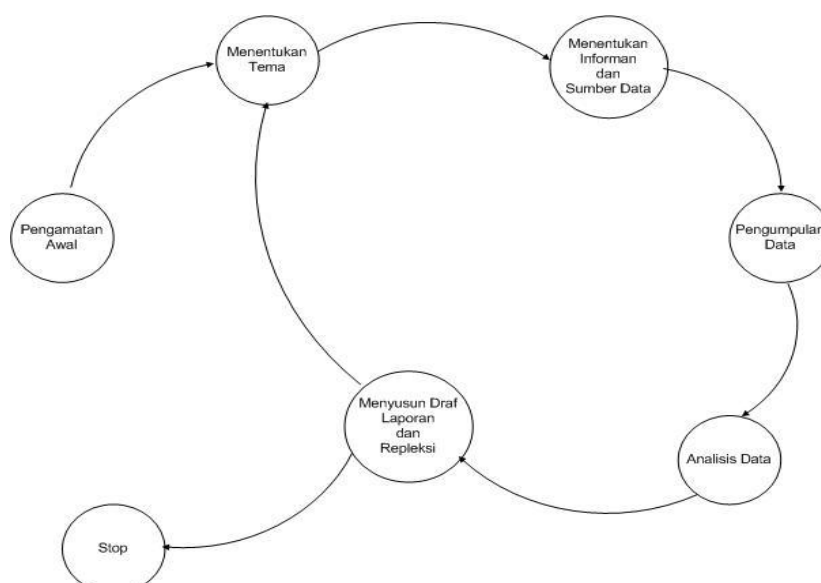 Menentukan
Tema
Menentukan
Informan
dan
Sumber Data
Pengamatan
Awal
Pengumpulan
Data
Menyusun Draf
Laporan
dan
Repleksi
Analisis Data
Stop